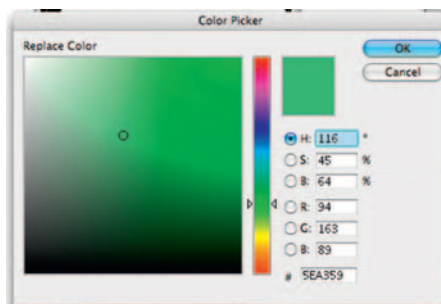 Color Picker
Replace Color
OK
Cancel
H: 116 °
S: 45 %
B: 64 %
R: 94
G: 163
B: 89
# 5EA359